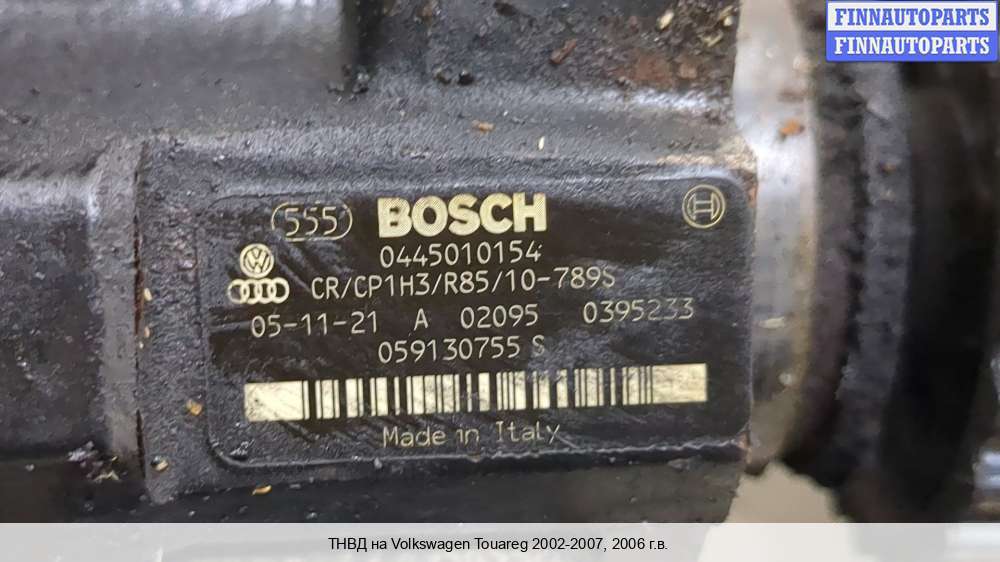 FINNAUTOPARTS
FINNAUTOPARTS
555 BOSCH
0445010154
CR/CP1H3/R85/10-789S
05-11-21 A 02095 0395233
059130755 S
Made in Italy
ТНВД на Volkswagen Touareg 2002-2007, 2006 г.в.